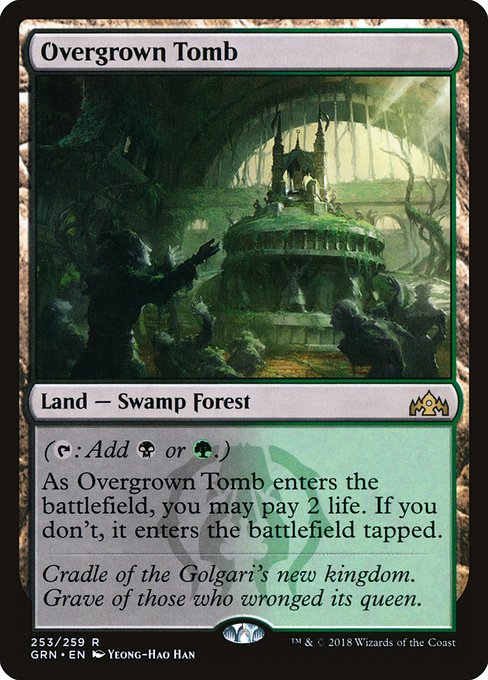 Overgrown Tomb
Land — Swamp Forest
(: Add or .)
As Overgrown Tomb enters the
battlefield, you may pay 2 life. If you
don't, it enters the battlefield tapped.
Cradle of the Golgari's new kingdom.
Grave of those who wronged its queen.
253/259 R
GRN • EN Yeong-Hao Han
™ & © 2018 Wizards of the Coast